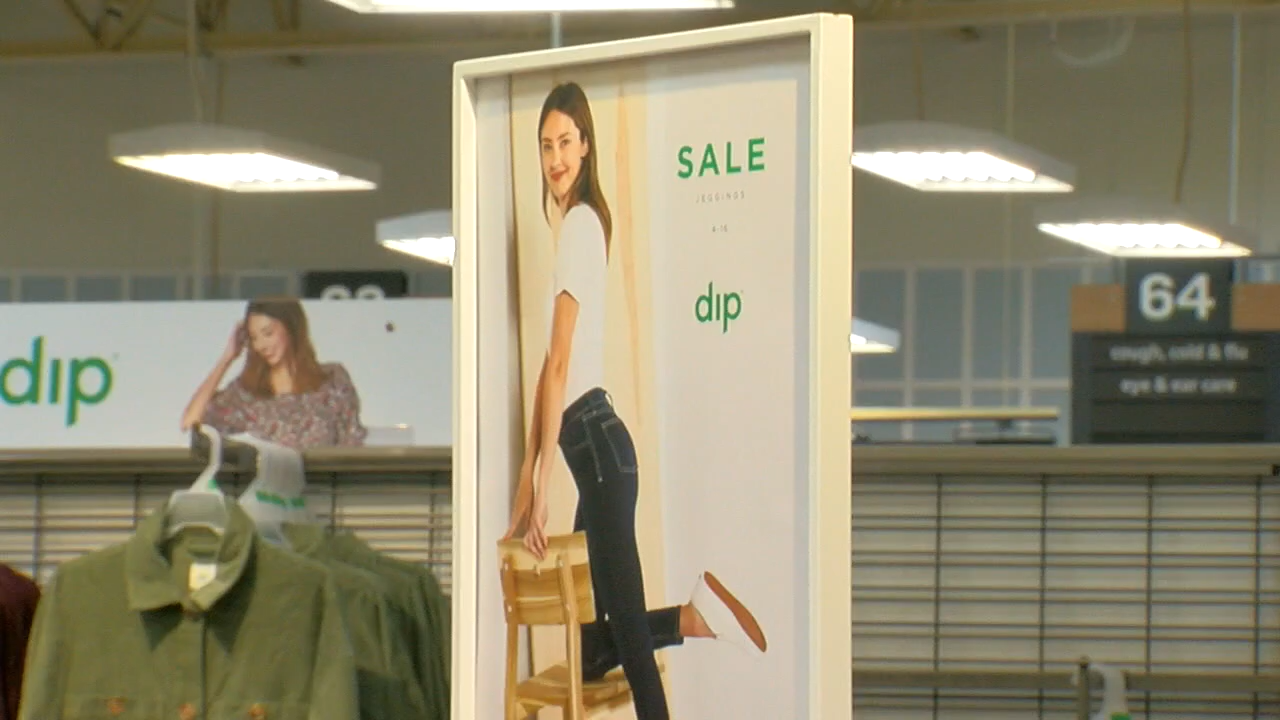 SALE
JEGGINGS
4-16
dip
dip
64
cough, cold & flu
eye & ear care